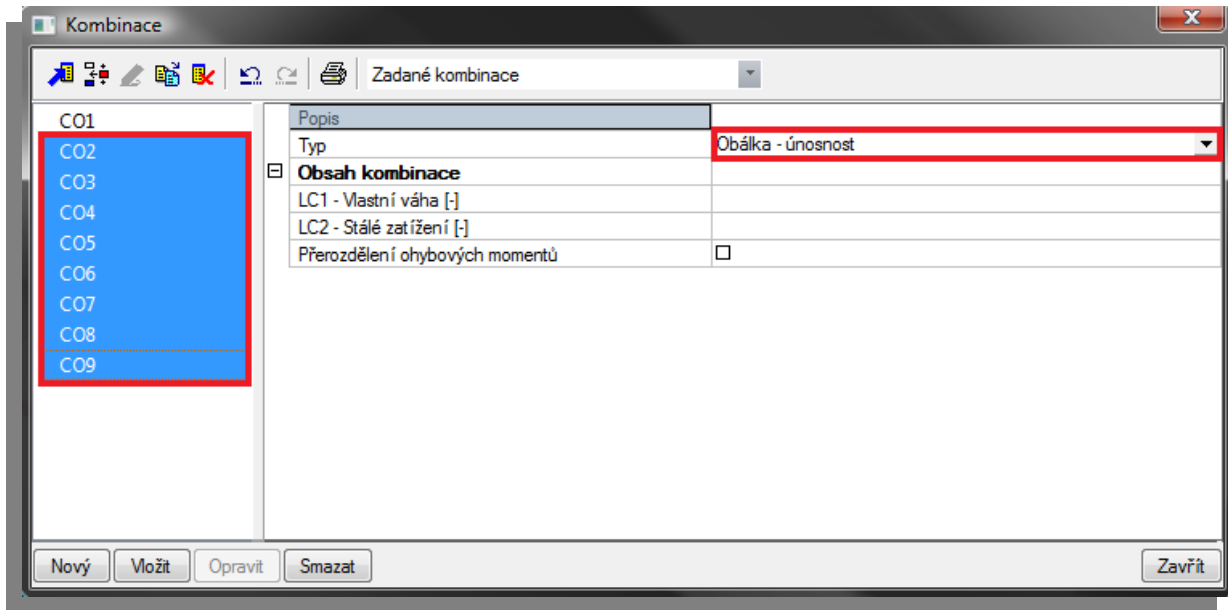 Kombinace
Zadané kombinace
CO1
CO2
CO3
CO4
CO5
CO6
CO7
CO8
CO9
Popis
Typ Obálka - únosnost
Obsah kombinace
LC1 - Vlastní váha [-]
LC2 - Stálé zatížení [-]
Přerozdělení ohybových momentů
Nový Vložit Opravit Smazat Zavřít